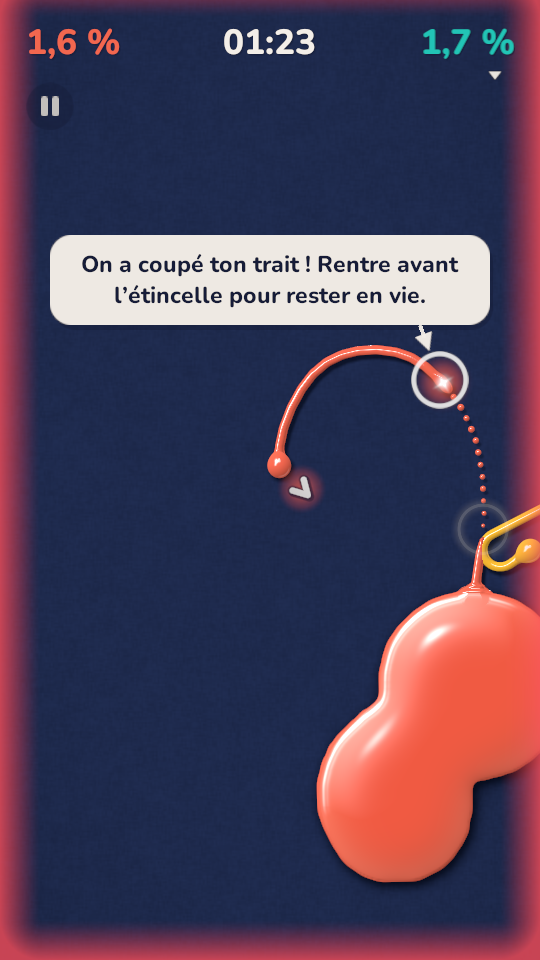 1,6 %
01:23
1,7 %
On a coupé ton trait ! Rentre avant
l’étincelle pour rester en vie.